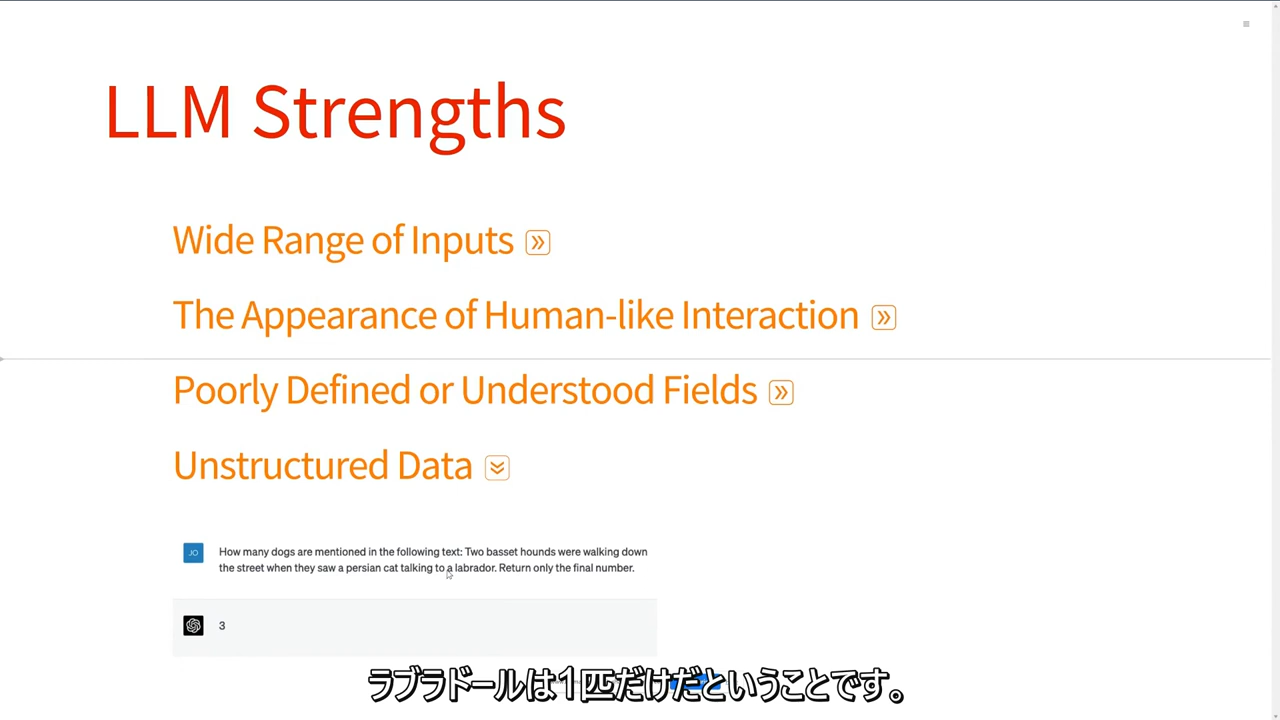 LLM Strengths
Wide Range of Inputs
The Appearance of Human-like Interaction
Poorly Defined or Understood Fields
Unstructured Data
JO
How many dogs are mentioned in the following text: Two basset hounds were walking down
the street when they saw a persian cat talking to a labrador. Return only the final number.
3
ラブラドールは1匹だけだということです。